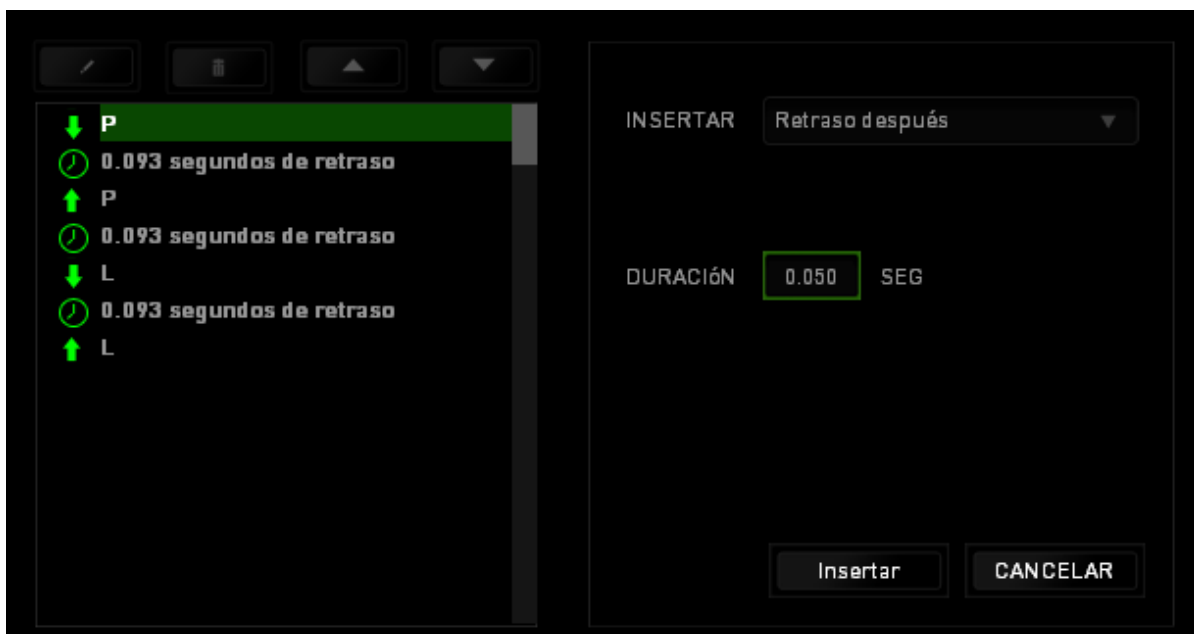 P
0.093 segundos de retraso
P
0.093 segundos de retraso
L
0.093 segundos de retraso
L
INSERTAR Retraso después
DURACIóN 0.050 SEG
Insertar CANCELAR